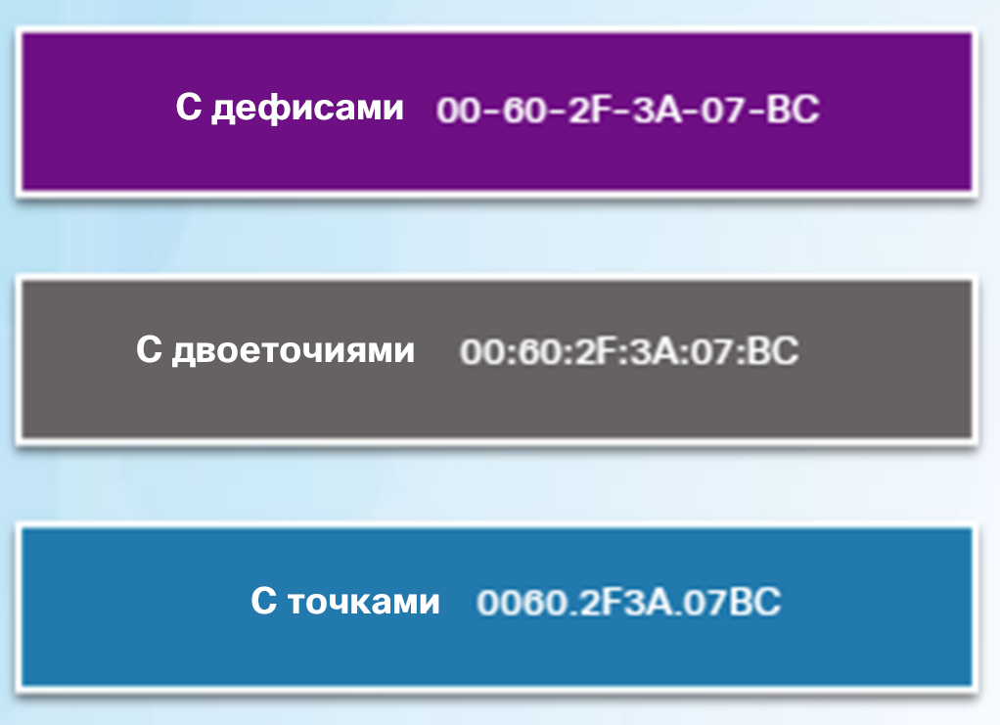 С дефисами 00-60-2F-3A-07-BC
С двоеточиями 00:60:2F:3A:07:BC
С точками 0060.2F3A.07BC